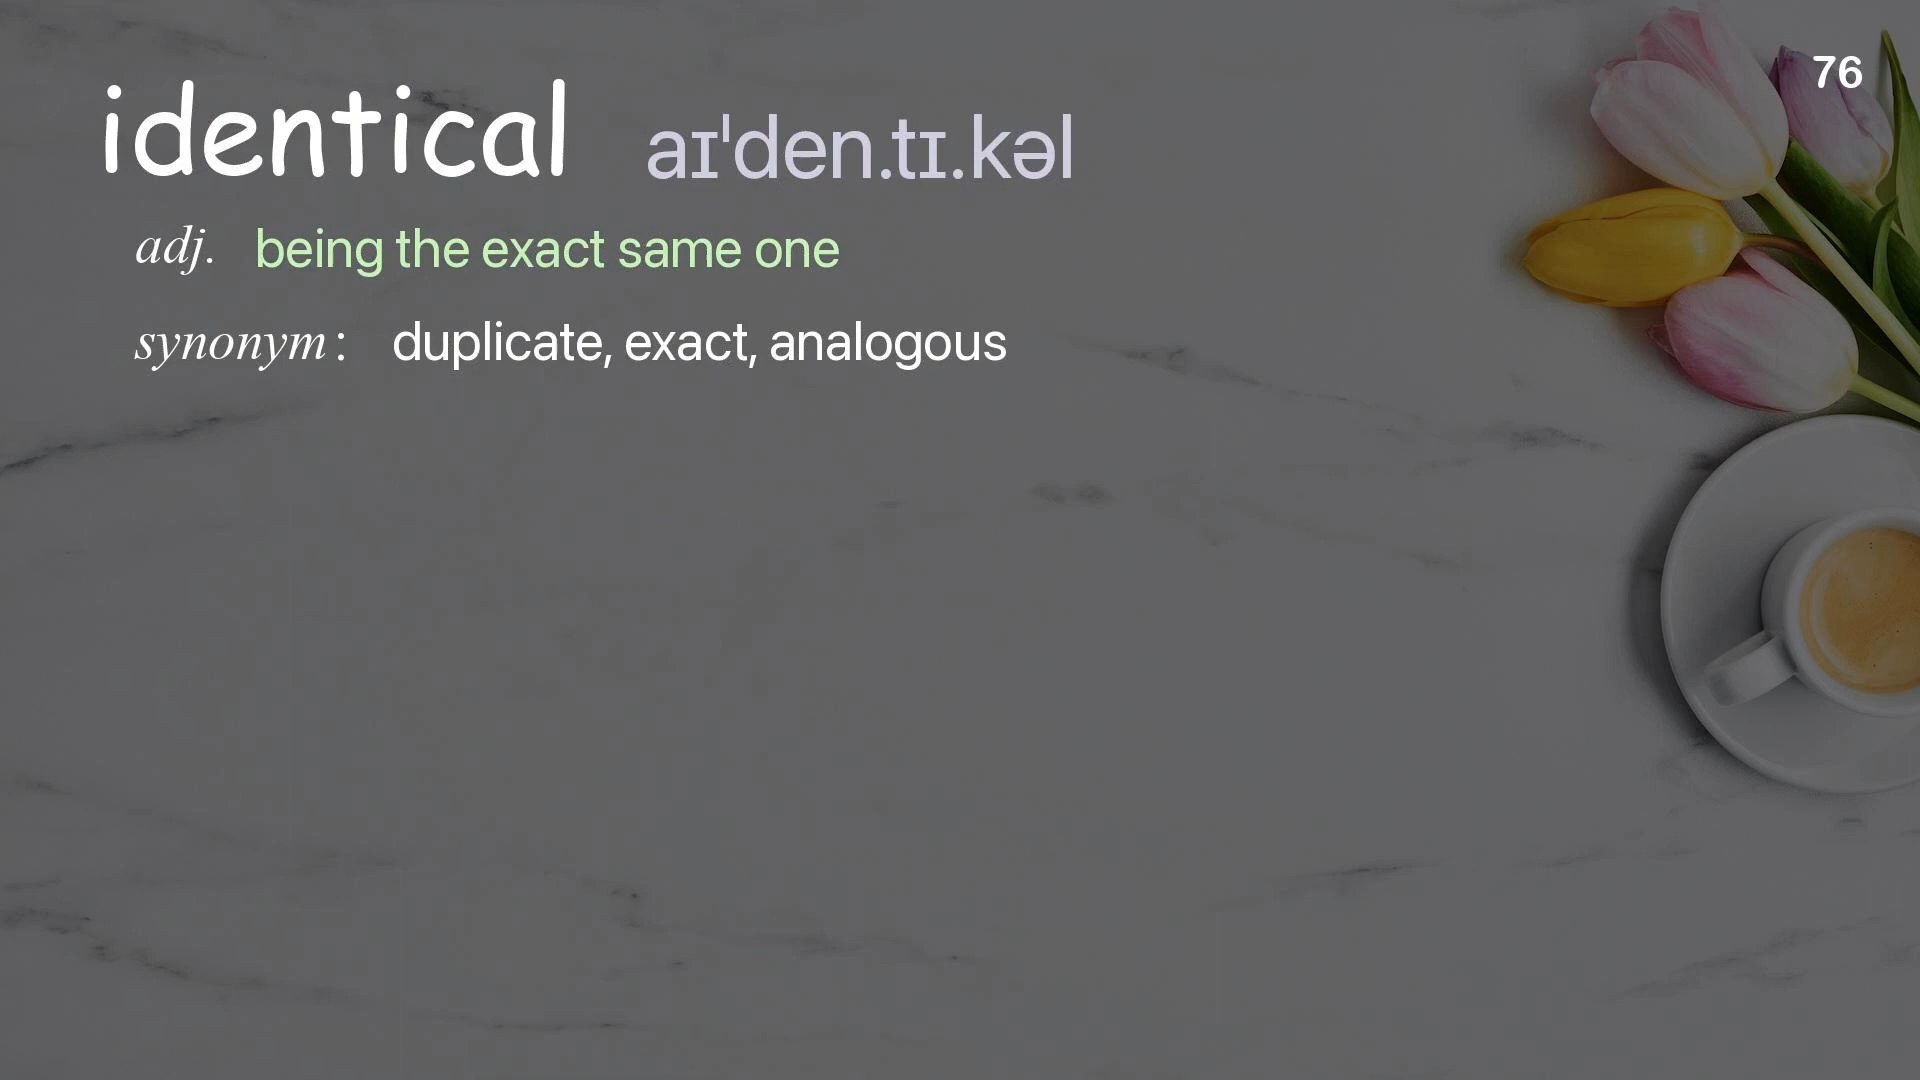 76
identical aɪˈden.tɪ.kəl
adj. being the exact same one
synonym: duplicate, exact, analogous